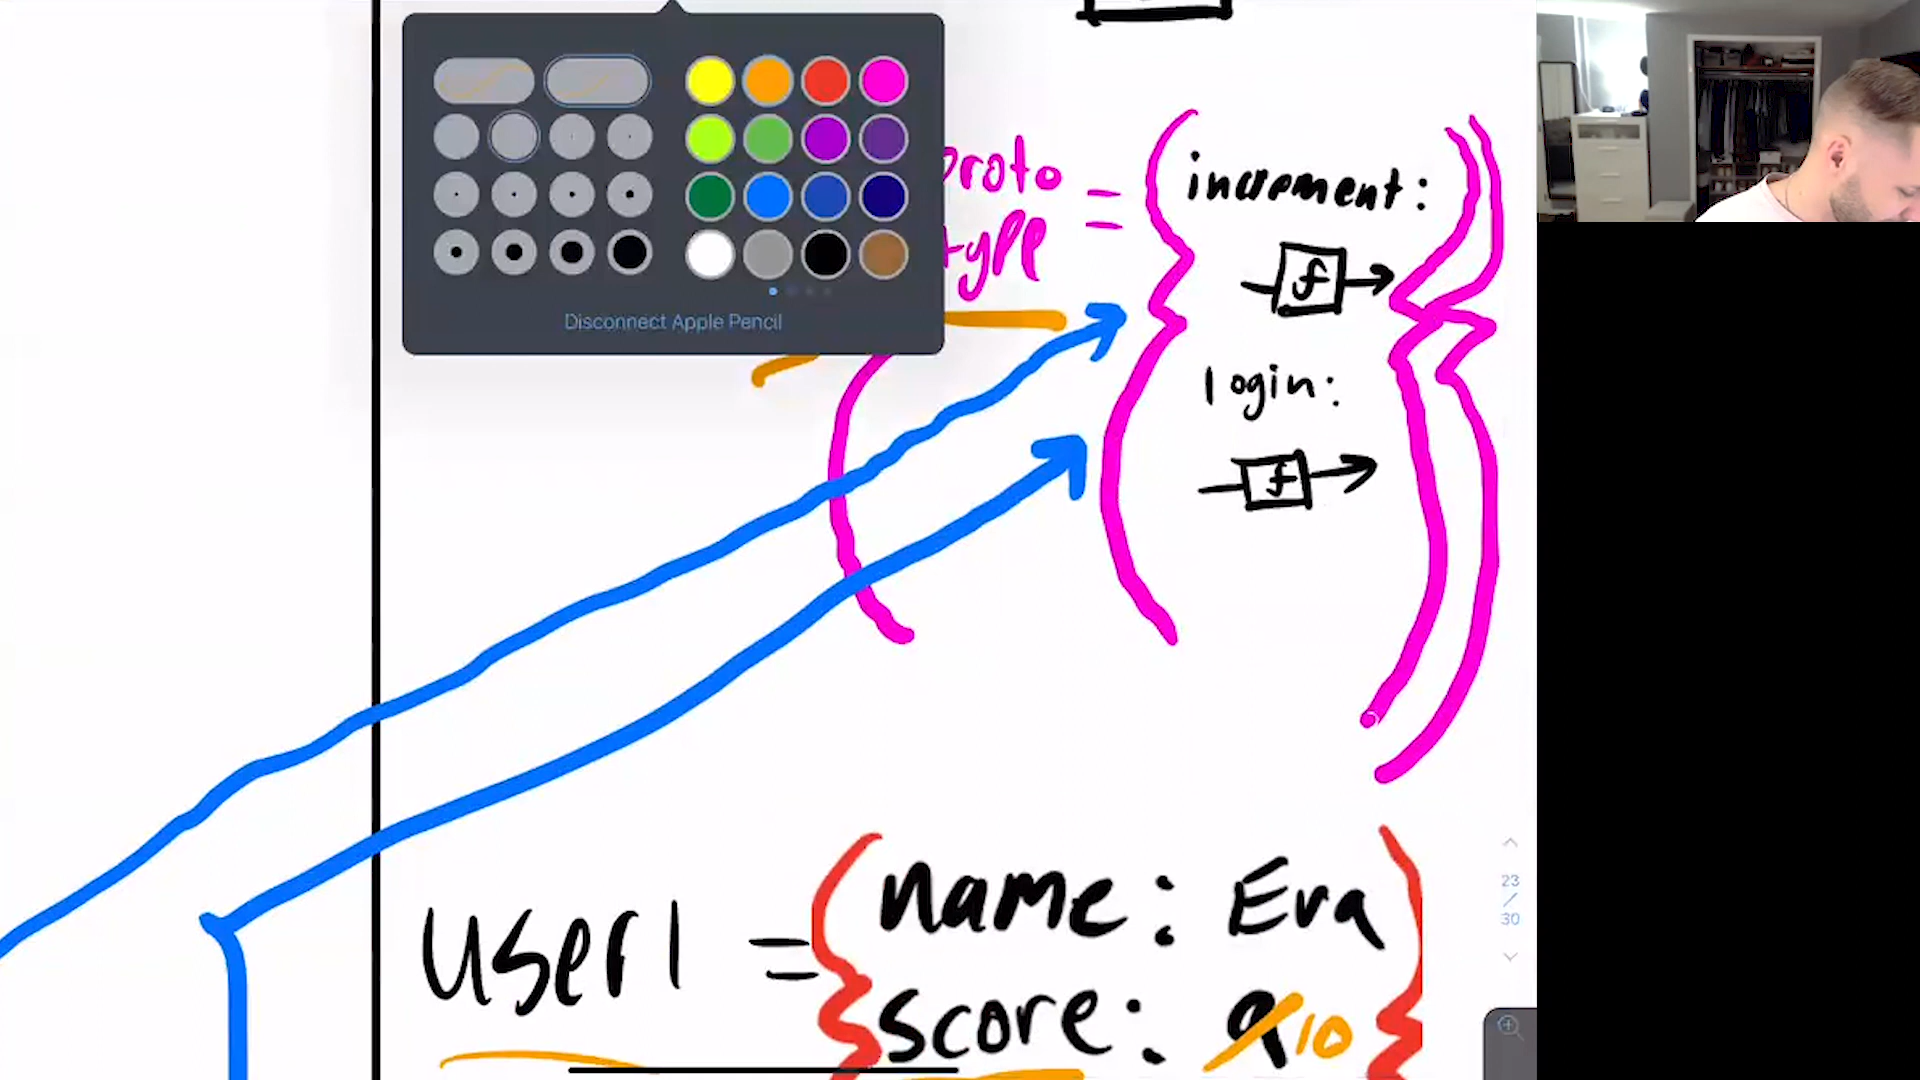 Disconnect Apple Pencil
proto
type = increment:
f
login:
f
user1 = name: Eva
score: 9 10
23
/
30